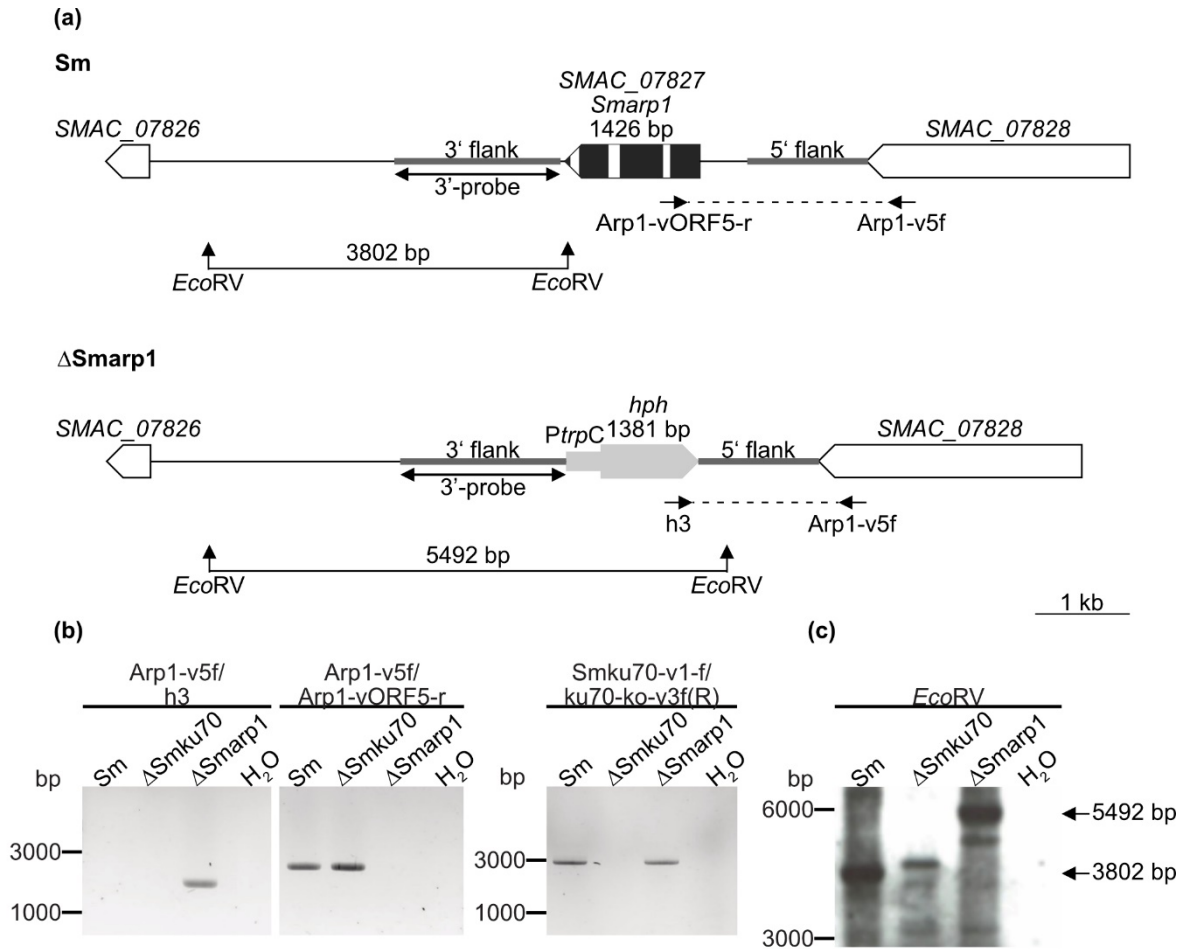 (a)
Sm
SMAC_07827
Smarp1
SMAC_07826 1426 bp SMAC_07828
3‘ flank 5‘ flank
3‘-probe
Arp1-vORF5-r Arp1-v5f
3802 bp
EcoRV EcoRV
ΔSmarp1
hph
SMAC_07826 PtrpC 1381 bp SMAC_07828
3‘ flank 5‘ flank
3‘-probe
h3 Arp1-v5f
5492 bp
EcoRV EcoRV
1 kb
(b)
Arp1-v5f/
h3
Arp1-v5f/
Arp1-vORF5-r
Smku70-v1-f/
ku70-ko-v3f(R)
bp Sm ΔSmku70 ΔSmarp1 H₂O Sm ΔSmku70 ΔSmarp1 H₂O
3000
1000
bp Sm ΔSmku70 ΔSmarp1 H₂O
3000
1000
(c)
EcoRV
bp Sm ΔSmku70 ΔSmarp1 H₂O
6000 5492 bp
3802 bp
3000